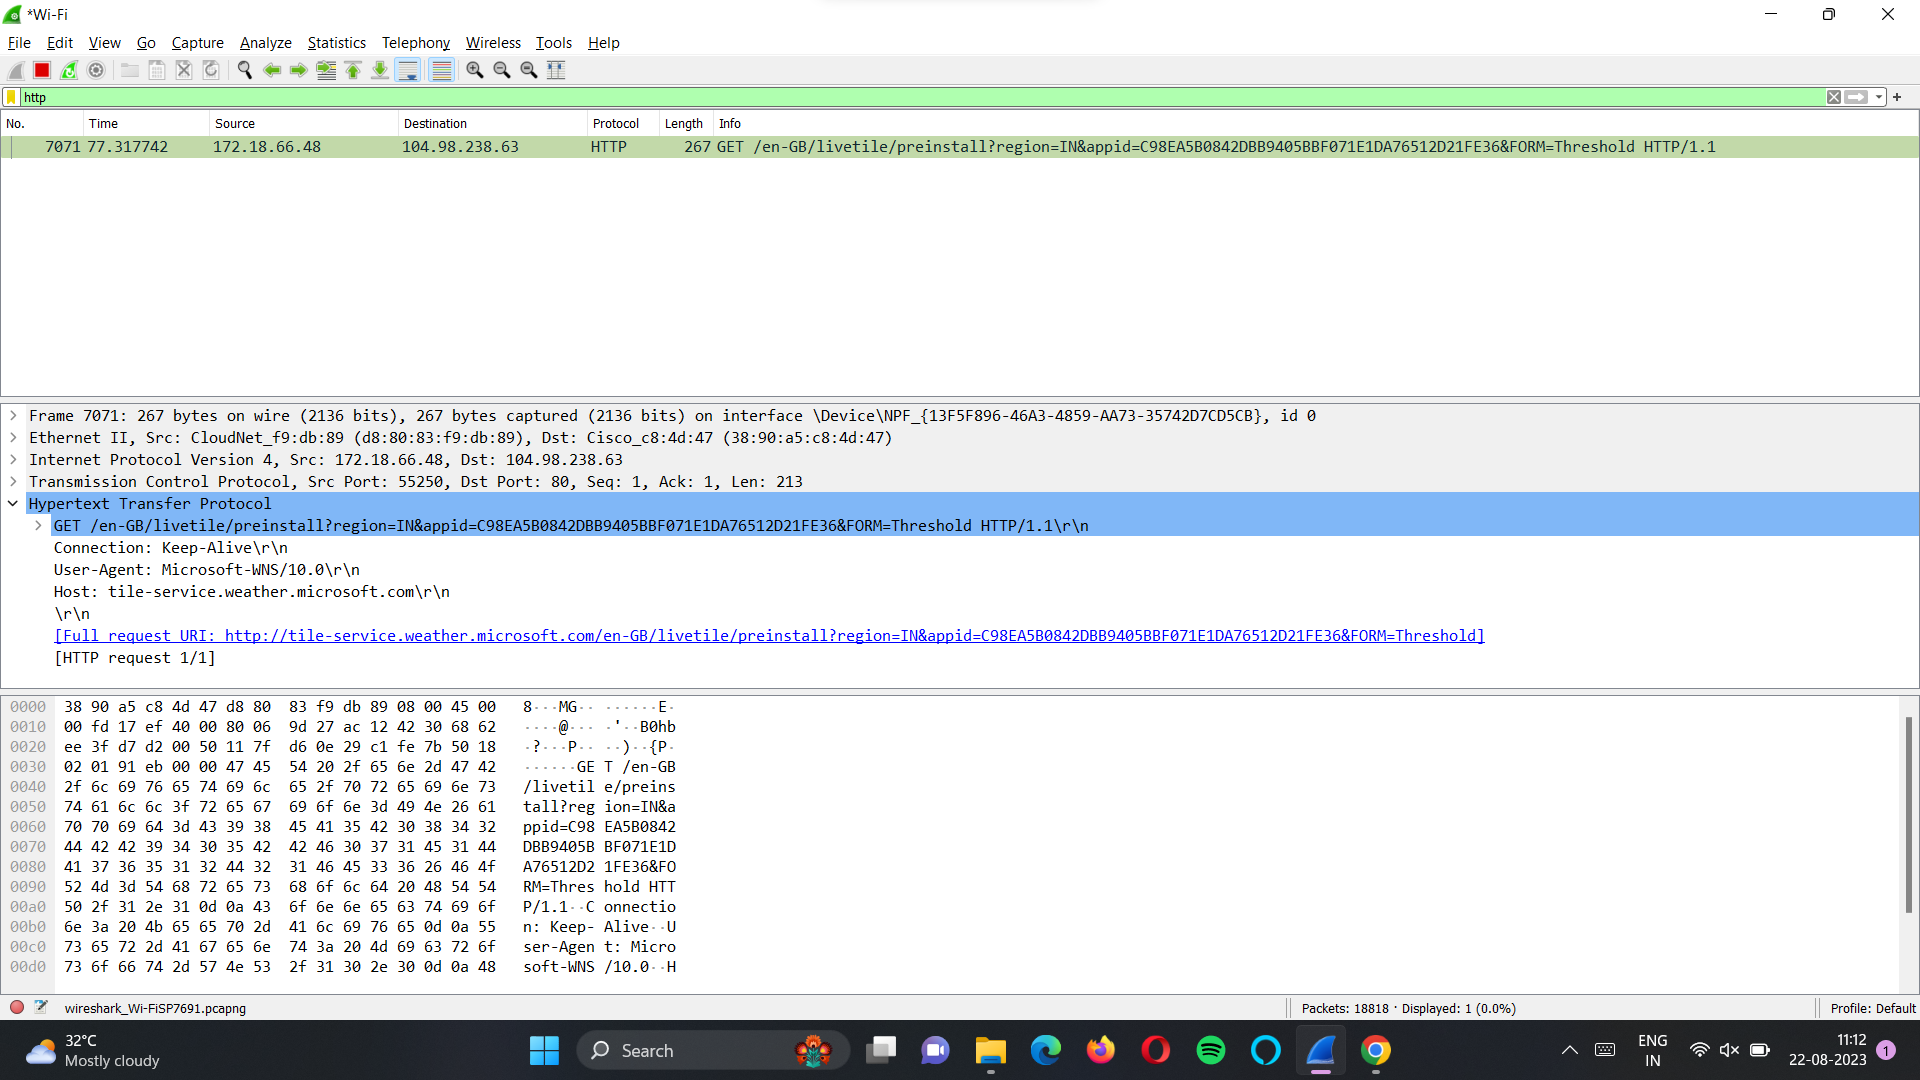 *Wi-Fi
File Edit View Go Capture Analyze Statistics Telephony Wireless Tools Help
http
No. Time Source Destination Protocol Length Info
7071 77.317742 172.18.66.48 104.98.238.63 HTTP 267 GET /en-GB/livetile/preinstall?region=IN&appid=C98EA5B0842DBB9405BBF071E1DA76512D21FE36&FORM=Threshold HTTP/1.1
Frame 7071: 267 bytes on wire (2136 bits), 267 bytes captured (2136 bits) on interface \Device\NPF_{13F5F896-46A3-4859-AA73-35742D7CD5CB}, id 0
Ethernet II, Src: CloudNet_f9:db:89 (d8:80:83:f9:db:89), Dst: Cisco_c8:4d:47 (38:90:a5:c8:4d:47)
Internet Protocol Version 4, Src: 172.18.66.48, Dst: 104.98.238.63
Transmission Control Protocol, Src Port: 55250, Dst Port: 80, Seq: 1, Ack: 1, Len: 213
Hypertext Transfer Protocol
GET /en-GB/livetile/preinstall?region=IN&appid=C98EA5B0842DBB9405BBF071E1DA76512D21FE36&FORM=Threshold HTTP/1.1\r\n
Connection: Keep-Alive\r\n
User-Agent: Microsoft-WNS/10.0\r\n
Host: tile-service.weather.microsoft.com\r\n
\r\n
[Full request URI: http://tile-service.weather.microsoft.com/en-GB/livetile/preinstall?region=IN&appid=C98EA5B0842DBB9405BBF071E1DA76512D21FE36&FORM=Threshold]
[HTTP request 1/1]
0000 38 90 a5 c8 4d 47 d8 80 83 f9 db 89 08 00 45 00 8···MG·· ······E·
0010 00 fd 17 ef 40 00 80 06 9d 27 ac 12 42 30 68 62 ····@··· ·'··B0hb
0020 ee 3f d7 d2 00 50 11 7f d6 0e 29 c1 fe 7b 50 18 ·?···P·· ··)··{P·
0030 02 01 91 eb 00 00 47 45 54 20 2f 65 6e 2d 47 42 ······GE T /en-GB
0040 2f 6c 69 76 65 74 69 6c 65 2f 70 72 65 69 6e 73 /livetil e/preins
0050 74 61 6c 6c 3f 72 65 67 69 6f 6e 3d 49 4e 26 61 tall?reg ion=IN&a
0060 70 70 69 64 3d 43 39 38 45 41 35 42 30 38 34 32 ppid=C98 EA5B0842
0070 44 42 42 39 34 30 35 42 42 46 30 37 31 45 31 44 DBB9405B BF071E1D
0080 41 37 36 35 31 32 44 32 31 46 45 33 36 26 46 4f A76512D2 1FE36&FO
0090 52 4d 3d 54 68 72 65 73 68 6f 6c 64 20 48 54 54 RM=Thres hold HTT
00a0 50 2f 31 2e 31 0d 0a 43 6f 6e 6e 65 63 74 69 6f P/1.1··C onnectio
00b0 6e 3a 20 4b 65 65 70 2d 41 6c 69 76 65 0d 0a 55 n: Keep- Alive··U
00c0 73 65 72 2d 41 67 65 6e 74 3a 20 4d 69 63 72 6f ser-Agen t: Micro
00d0 73 6f 66 74 2d 57 4e 53 2f 31 30 2e 30 0d 0a 48 soft-WNS /10.0··H
wireshark_Wi-FiSP7691.pcapng Packets: 18818 · Displayed: 1 (0.0%) Profile: Default
32°C
Mostly cloudy
Search
ENG
IN
11:12
22-08-2023
1